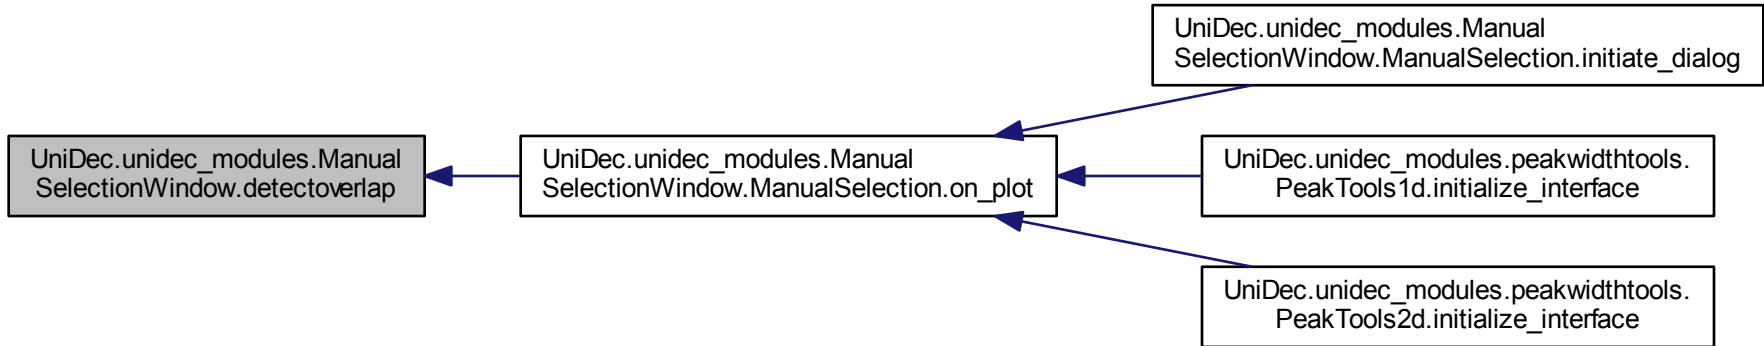 UniDec.unidec_modules.Manual
SelectionWindow.detectoverlap
UniDec.unidec_modules.Manual
SelectionWindow.ManualSelection.on_plot
UniDec.unidec_modules.Manual
SelectionWindow.ManualSelection.initiate_dialog
UniDec.unidec_modules.peakwidthtools.
PeakTools1d.initialize_interface
UniDec.unidec_modules.peakwidthtools.
PeakTools2d.initialize_interface